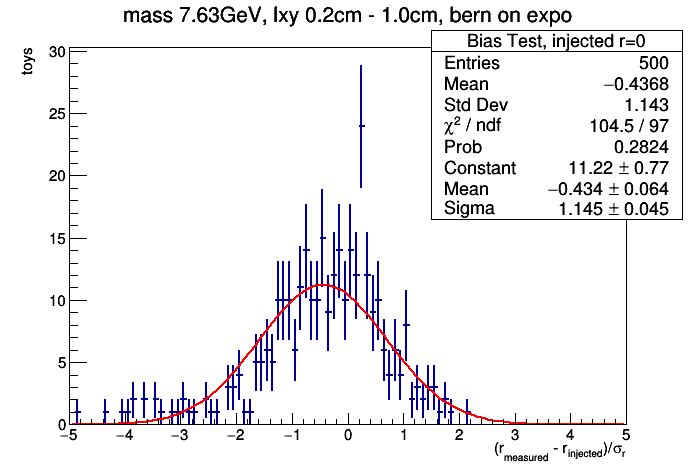 mass 7.63GeV, lxy 0.2cm - 1.0cm, bern on expo
Bias Test, injected r=0
Entries 500
Mean −0.4368
Std Dev 1.143
χ² / ndf 104.5 / 97
Prob 0.2824
Constant 11.22 ± 0.77
Mean −0.434 ± 0.064
Sigma 1.145 ± 0.045
toys
30
25
20
15
10
5
0
−5 −4 −3 −2 −1 0 1 2 3 4 5
(r_measured - r_injected)/σ_r